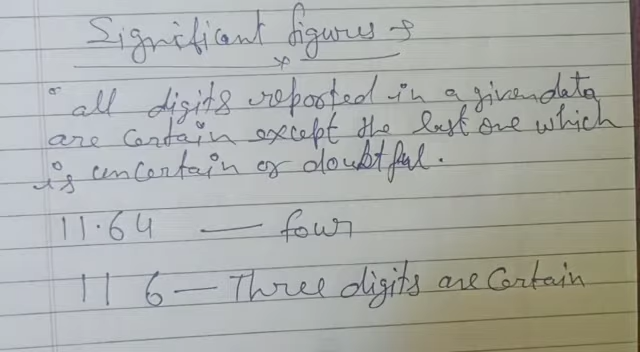 Significant figures
all digits reported in a given data
are certain except the last one which
is uncertain or doubtful.
11.64 — four
11 6 — Three digits are certain